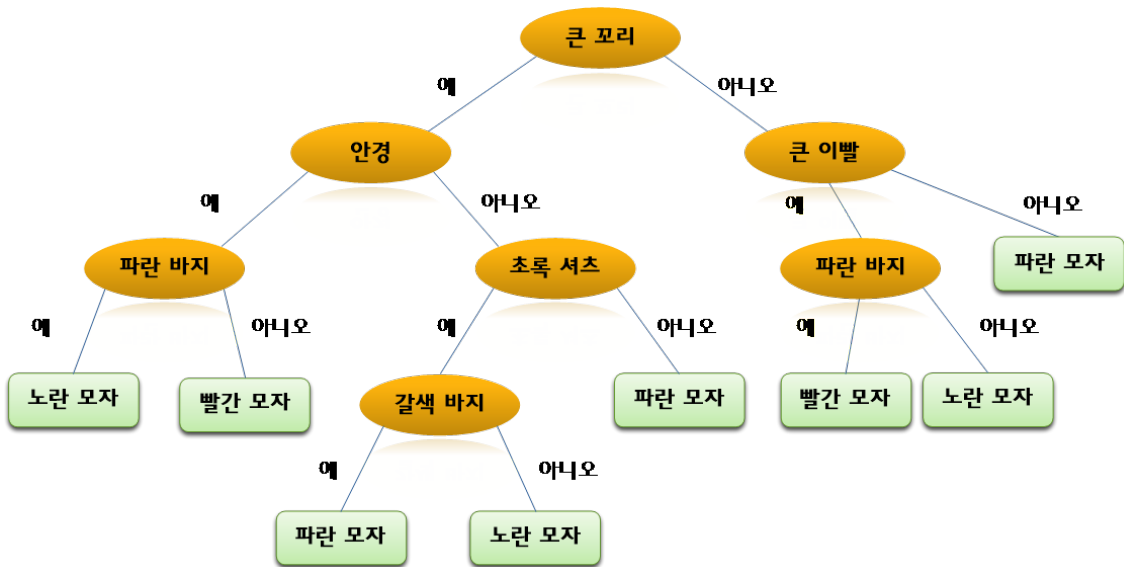 큰 꼬리
예
아니오
안경
큰 이빨
예
아니오
예
아니오
파란 바지
초록 셔츠
파란 바지
파란 모자
예
아니오
예
아니오
예
아니오
노란 모자
빨간 모자
갈색 바지
파란 모자
빨간 모자
노란 모자
예
아니오
파란 모자
노란 모자